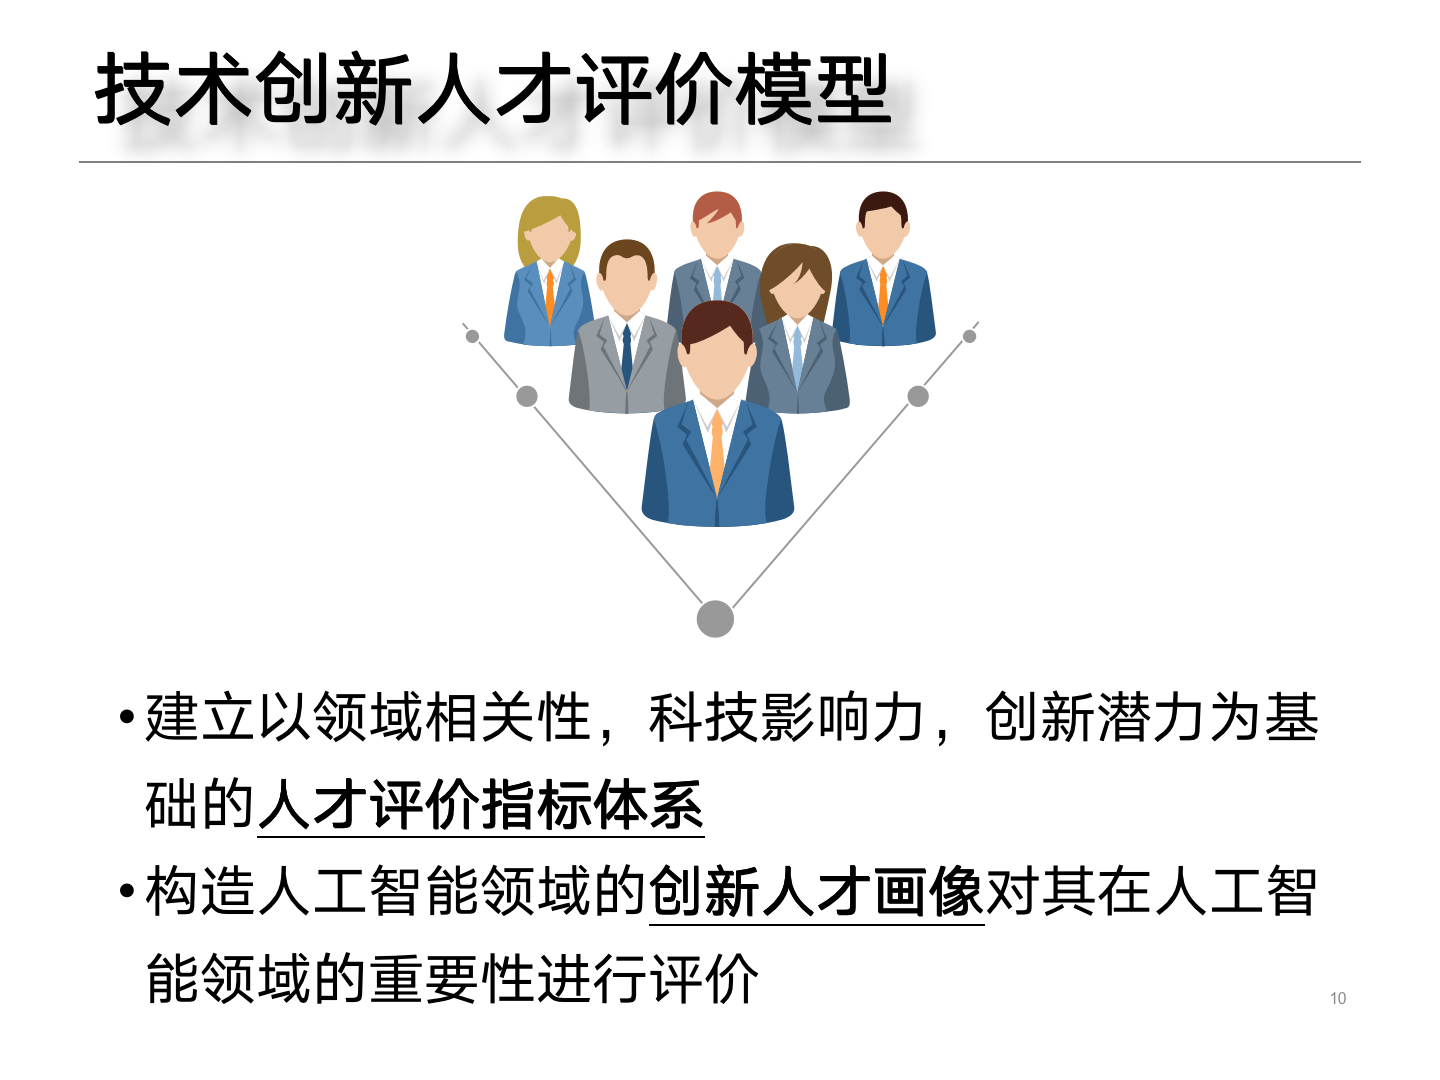 技术创新人才评价模型
•建立以领域相关性，科技影响力，创新潜力为基
础的人才评价指标体系
•构造人工智能领域的创新人才画像对其在人工智
能领域的重要性进行评价
10